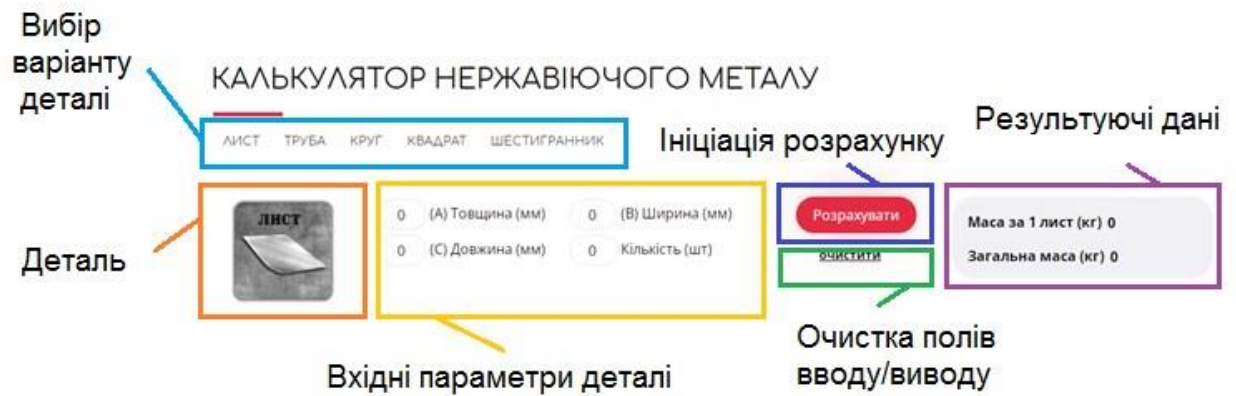 Вибір
варіанту
деталі
КАЛЬКУЛЯТОР НЕРЖАВІЮЧОГО МЕТАЛУ
ЛИСТ ТРУБА КРУГ КВАДРАТ ШЕСТИГРАННИК
Ініціація розрахунку
Результуючі дані
Деталь
ЛИСТ
0 (A) Товщина (мм) 0 (B) Ширина (мм)
0 (C) Довжина (мм) 0 Кількість (шт)
Розрахувати
очистити
Маса за 1 лист (кг) 0
Загальна маса (кг) 0
Вхідні параметри деталі
Очистка полів
вводу/виводу